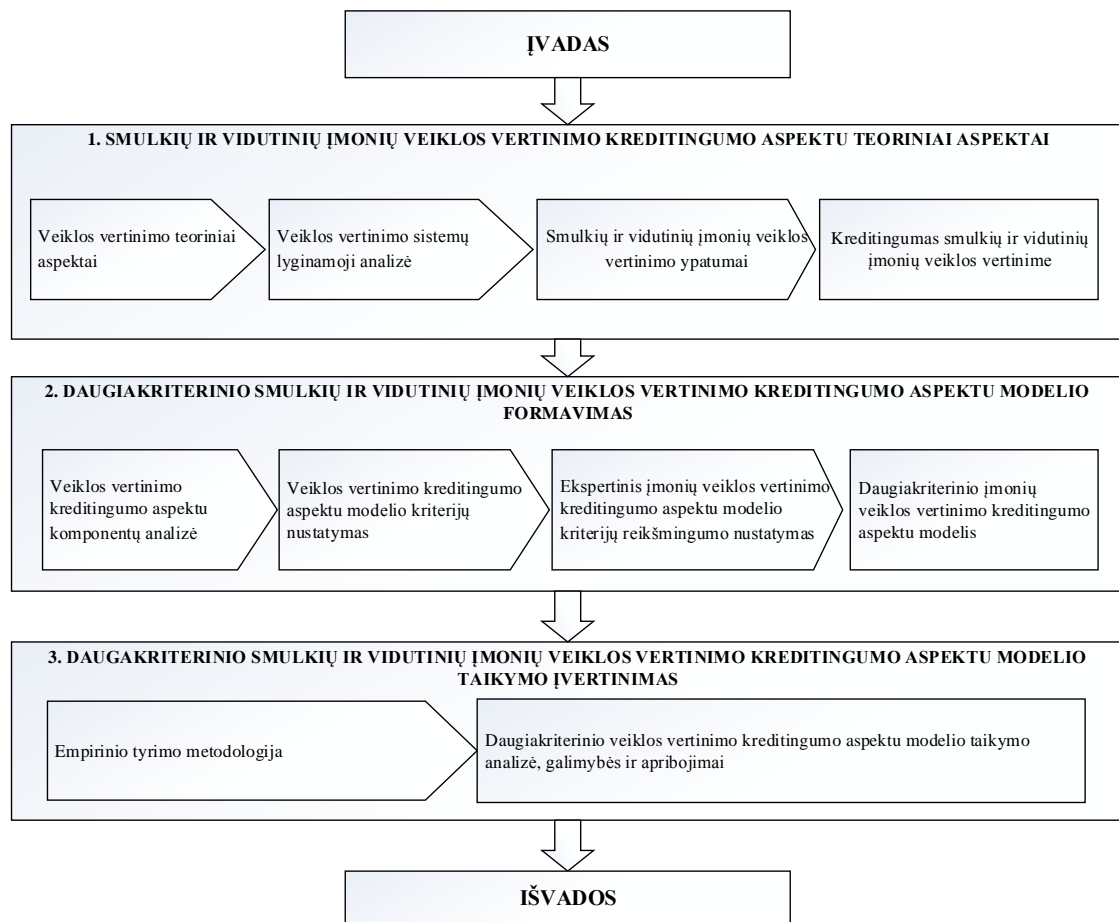 ĮVADAS
1. SMULKIŲ IR VIDUTINIŲ ĮMONIŲ VEIKLOS VERTINIMO KREDITINGUMO ASPEKTU TEORINIAI ASPEKTAI
Veiklos vertinimo teoriniai
aspektai
Veiklos vertinimo sistemų
lyginamoji analizė
Smulkių ir vidutinių įmonių veiklos
vertinimo ypatumai
Kreditingumas smulkių ir vidutinių
įmonių veiklos vertinime
2. DAUGIAKRITERINIO SMULKIŲ IR VIDUTINIŲ ĮMONIŲ VEIKLOS VERTINIMO KREDITINGUMO ASPEKTU MODELIO
FORMAVIMAS
Veiklos vertinimo
kreditingumo aspektu
komponentų analizė
Veiklos vertinimo kreditingumo
aspektu modelio kriterijų
nustatymas
Ekspertinis įmonių veiklos vertinimo
kreditingumo aspektu modelio
kriterijų reikšmingumo nustatymas
Daugiakriterinio įmonių
veiklos vertinimo kreditingumo
aspektu modelis
3. DAUGAKRITERINIO SMULKIŲ IR VIDUTINIŲ ĮMONIŲ VEIKLOS VERTINIMO KREDITINGUMO ASPEKTU MODELIO
TAIKYMO ĮVERTINIMAS
Empirinio tyrimo metodologija
Daugiakriterinio veiklos vertinimo kreditingumo aspektu modelio taikymo
analizė, galimybės ir apribojimai
IŠVADOS